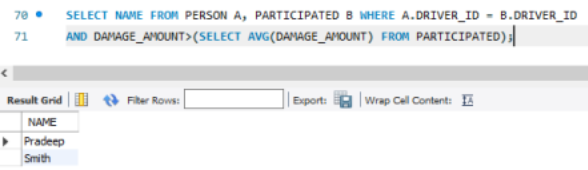 70 SELECT NAME FROM PERSON A, PARTICIPATED B WHERE A.DRIVER_ID = B.DRIVER_ID
71 AND DAMAGE_AMOUNT>(SELECT AVG(DAMAGE_AMOUNT) FROM PARTICIPATED);
Result Grid Filter Rows: Export: Wrap Cell Content:
NAME
Pradeep
Smith